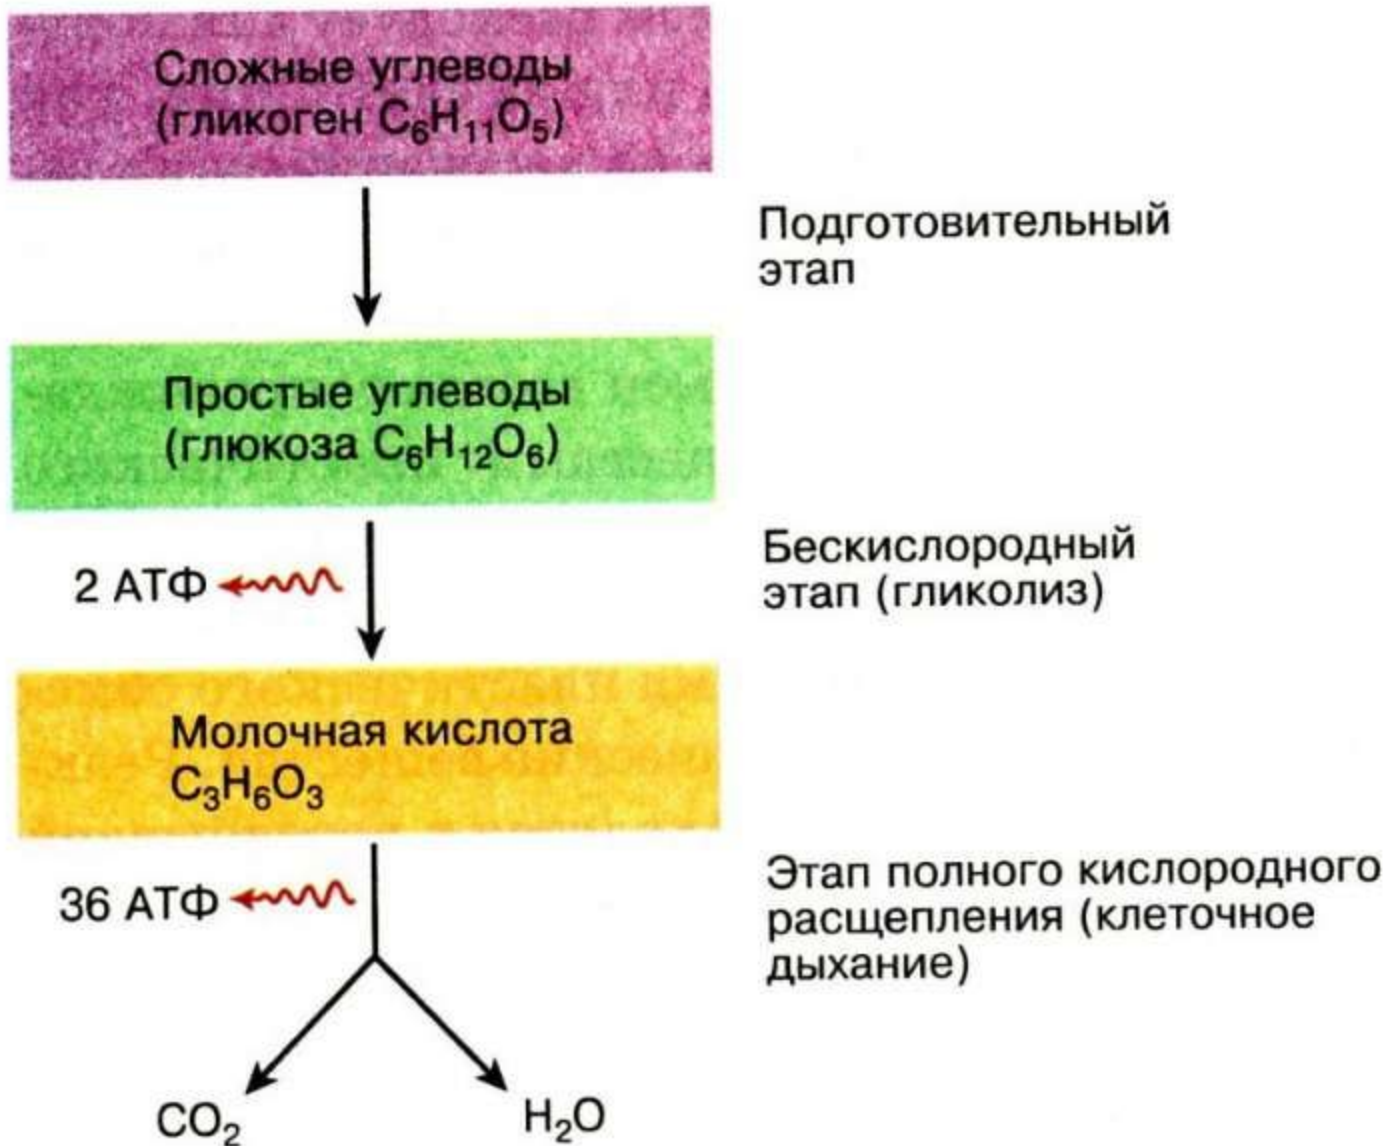 Сложные углеводы
(гликоген C₆H₁₁O₅)
Подготовительный
этап
Простые углеводы
(глюкоза C₆H₁₂O₆)
2 АТФ
Бескислородный
этап (гликолиз)
Молочная кислота
C₃H₆O₃
36 АТФ
Этап полного кислородного
расщепления (клеточное
дыхание)
CO₂
H₂O